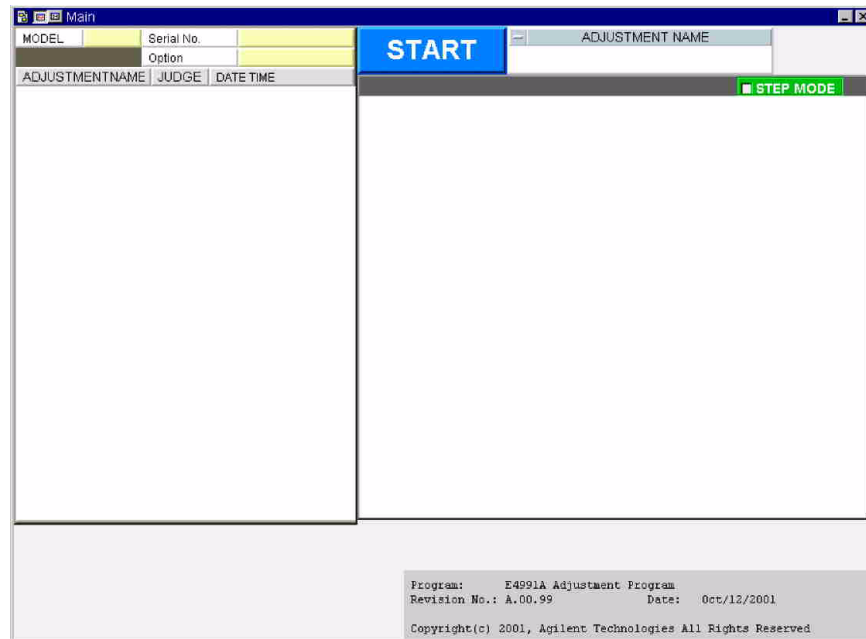 Main
MODEL Serial No.
Option
START
ADJUSTMENT NAME
ADJUSTMENTNAME JUDGE DATE TIME
STEP MODE
Program: E4991A Adjustment Program
Revision No.: A.00.99 Date: Oct/12/2001
Copyright(c) 2001, Agilent Technologies All Rights Reserved